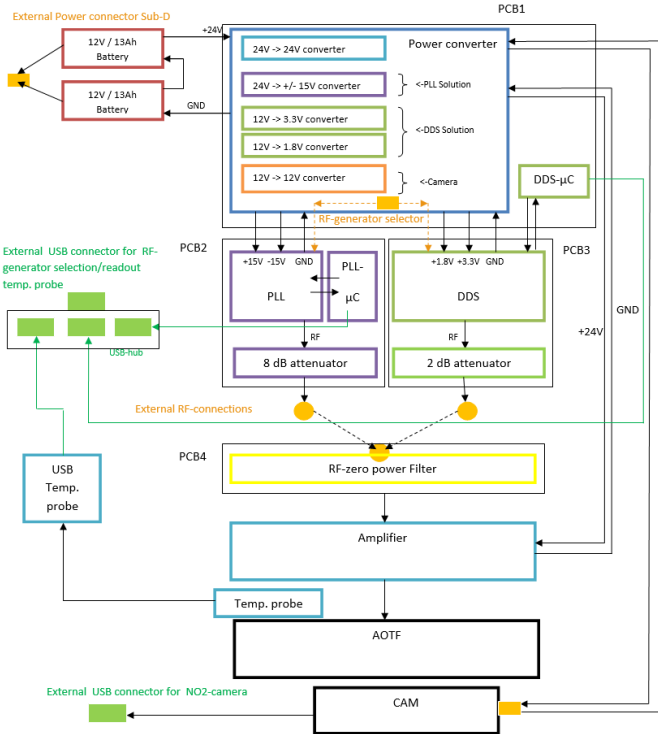 External Power connector Sub-D
PCB1
+24V
12V / 13Ah
Battery
12V / 13Ah
Battery
GND
Power converter
24V -> 24V converter
24V -> +/- 15V converter
<-PLL Solution
12V -> 3.3V converter
<-DDS Solution
12V -> 1.8V converter
12V -> 12V converter
<-Camera
DDS-µC
RF-generator selector
External USB connector for RF-
generator selection/readout
temp. probe
PCB2
PCB3
+15V -15V GND
PLL
PLL-
µC
+1.8V +3.3V GND
DDS
USB-hub
RF
RF
8 dB attenuator
2 dB attenuator
GND
+24V
External RF-connections
PCB4
RF-zero power Filter
USB
Temp.
probe
Amplifier
Temp. probe
AOTF
External USB connector for NO2-camera
CAM